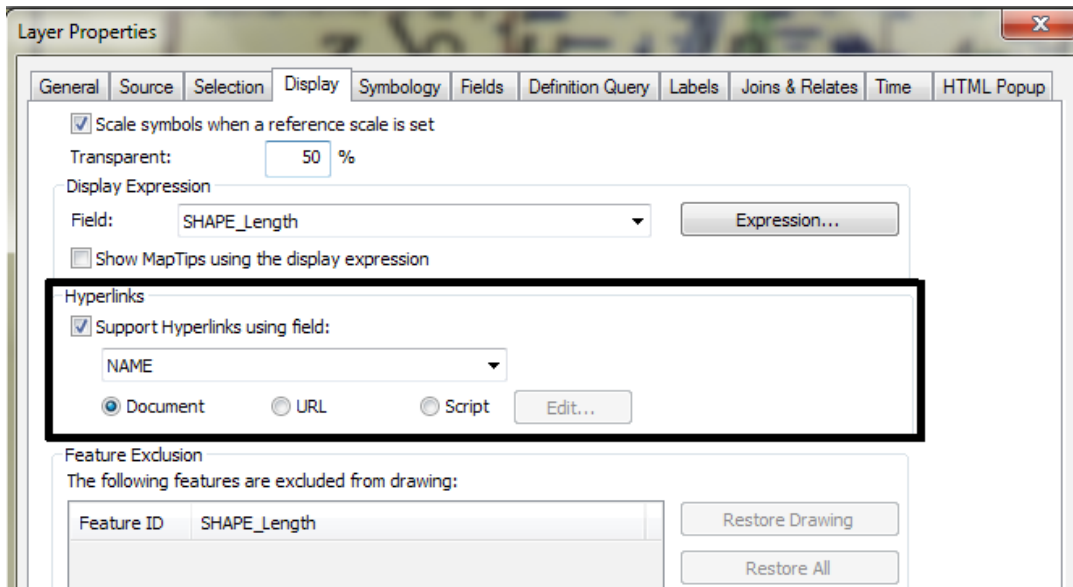 Layer Properties
General Source Selection Display Symbology Fields Definition Query Labels Joins & Relates Time HTML Popup
Scale symbols when a reference scale is set
Transparent: 50 %
Display Expression
Field: SHAPE_Length Expression...
Show MapTips using the display expression
Hyperlinks
Support Hyperlinks using field:
NAME
Document URL Script Edit...
Feature Exclusion
The following features are excluded from drawing:
Feature ID SHAPE_Length Restore Drawing
Restore All